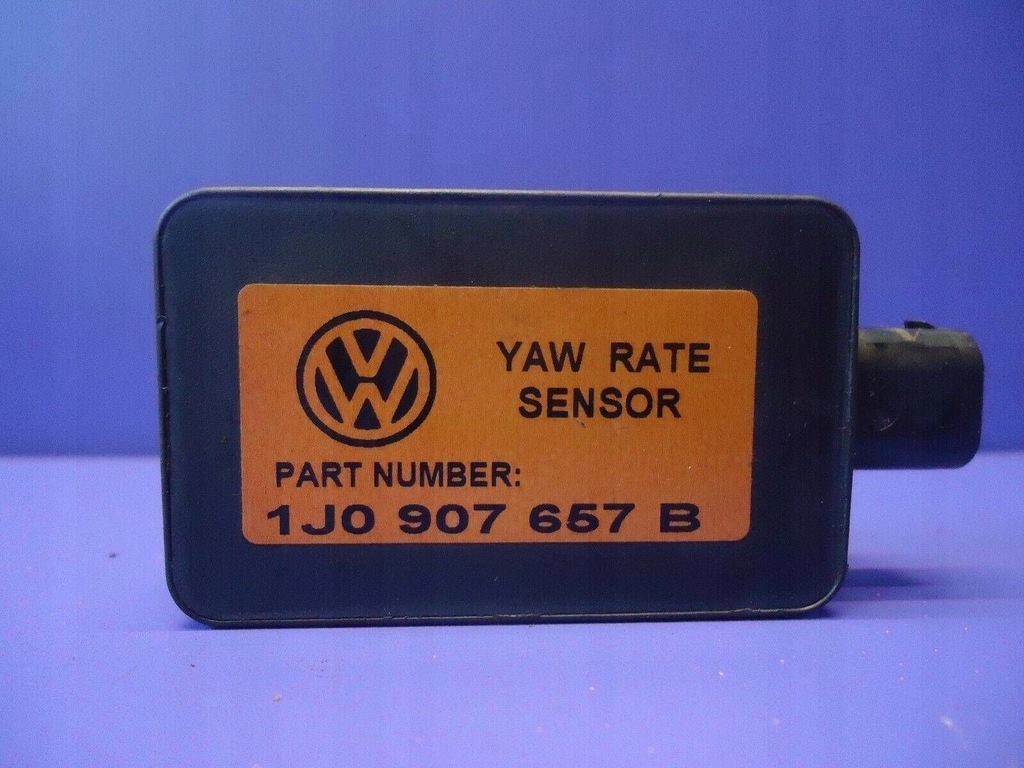 YAW RATE
SENSOR
PART NUMBER:
1J0 907 657 B